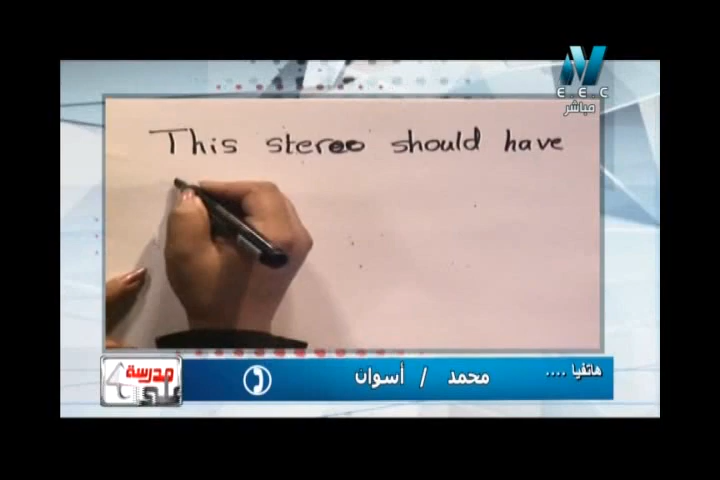 E.E.C
مباشر
This stereo should have
هاتفيا ....
محمد / أسوان
مدرسة